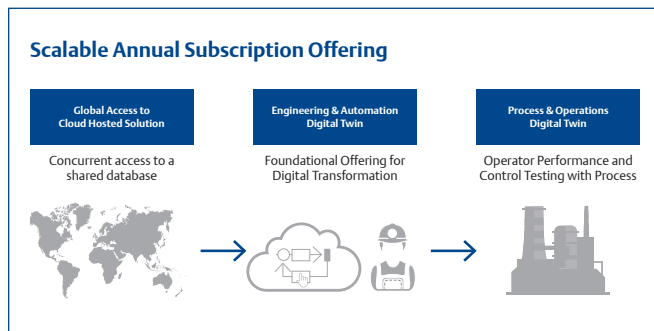 Scalable Annual Subscription Offering
Global Access to
Cloud Hosted Solution
Concurrent access to a
shared database
Engineering & Automation
Digital Twin
Foundational Offering for
Digital Transformation
Process & Operations
Digital Twin
Operator Performance and
Control Testing with Process